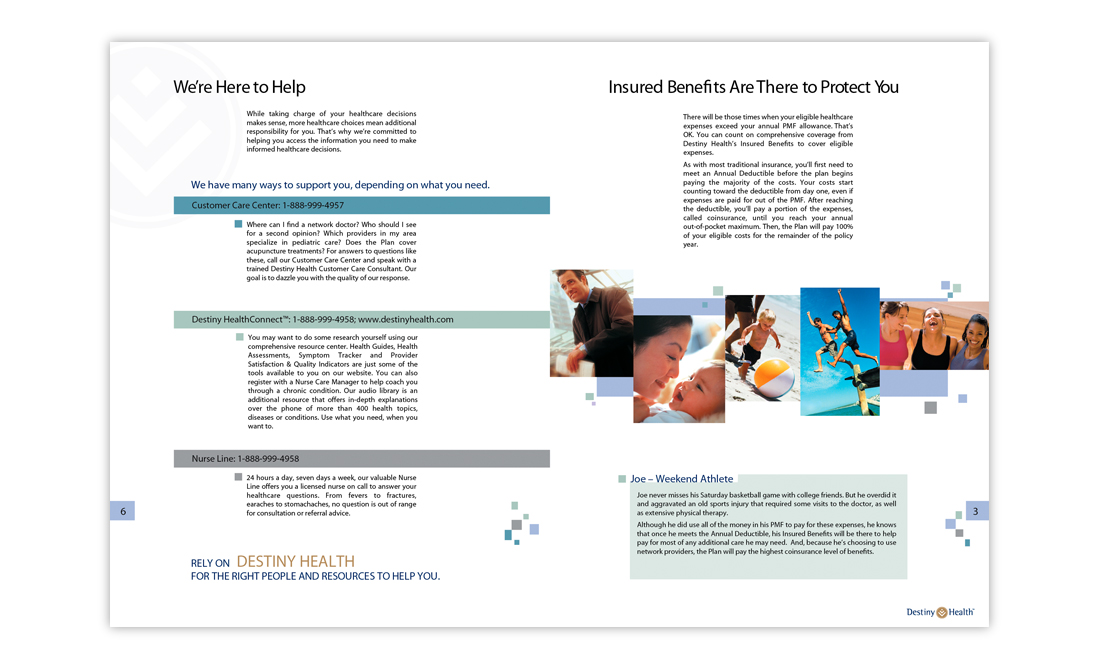 We're Here to Help
While taking charge of your healthcare decisions
makes sense, more healthcare choices mean additional
responsibility for you. That's why we're committed to
helping you access the information you need to make
informed healthcare decisions.
We have many ways to support you, depending on what you need.
Customer Care Center: 1-888-999-4957
Where can I find a network doctor? Who should I see
for a second opinion? Which providers in my area
specialize in pediatric care? Does the Plan cover
acupuncture treatments? For answers to questions like
these, call our Customer Care Center and speak with a
trained Destiny Health Customer Care Consultant. Our
goal is to dazzle you with the quality of our response.
Destiny HealthConnect™: 1-888-999-4958; www.destinyhealth.com
You may want to do some research yourself using our
comprehensive resource center. Health Guides, Health
Assessments, Symptom Tracker and Provider
Satisfaction & Quality Indicators are just some of the
tools available to you on our website. You can also
register with a Nurse Care Manager to help coach you
through a chronic condition. Our audio library is an
additional resource that offers in-depth explanations
over the phone of more than 400 health topics,
diseases or conditions. Use what you need, when you
want to.
Nurse Line: 1-888-999-4958
24 hours a day, seven days a week, our valuable Nurse
Line offers you a licensed nurse on call to answer your
healthcare questions. From fevers to fractures,
earaches to stomachaches, no question is out of range
for consultation or referral advice.
6
RELY ON DESTINY HEALTH
FOR THE RIGHT PEOPLE AND RESOURCES TO HELP YOU.
Insured Benefits Are There to Protect You
There will be those times when your eligible healthcare
expenses exceed your annual PMF allowance. That's
OK. You can count on comprehensive coverage from
Destiny Health's Insured Benefits to cover eligible
expenses.
As with most traditional insurance, you'll first need to
meet an Annual Deductible before the plan begins
paying the majority of the costs. Your costs start
counting toward the deductible from day one, even if
expenses are paid for out of the PMF. After reaching
the deductible, you'll pay a portion of the expenses,
called coinsurance, until you reach your annual
out-of-pocket maximum. Then, the Plan will pay 100%
of your eligible costs for the remainder of the policy
year.
Joe – Weekend Athlete
Joe never misses his Saturday basketball game with college friends. But he overdid it
and aggravated an old sports injury that required some visits to the doctor, as well
as extensive physical therapy.
Although he did use all of the money in his PMF to pay for these expenses, he knows
that once he meets the Annual Deductible, his Insured Benefits will be there to help
pay for most of any additional care he may need. And, because he's choosing to use
network providers, the Plan will pay the highest coinsurance level of benefits.
3
Destiny Health